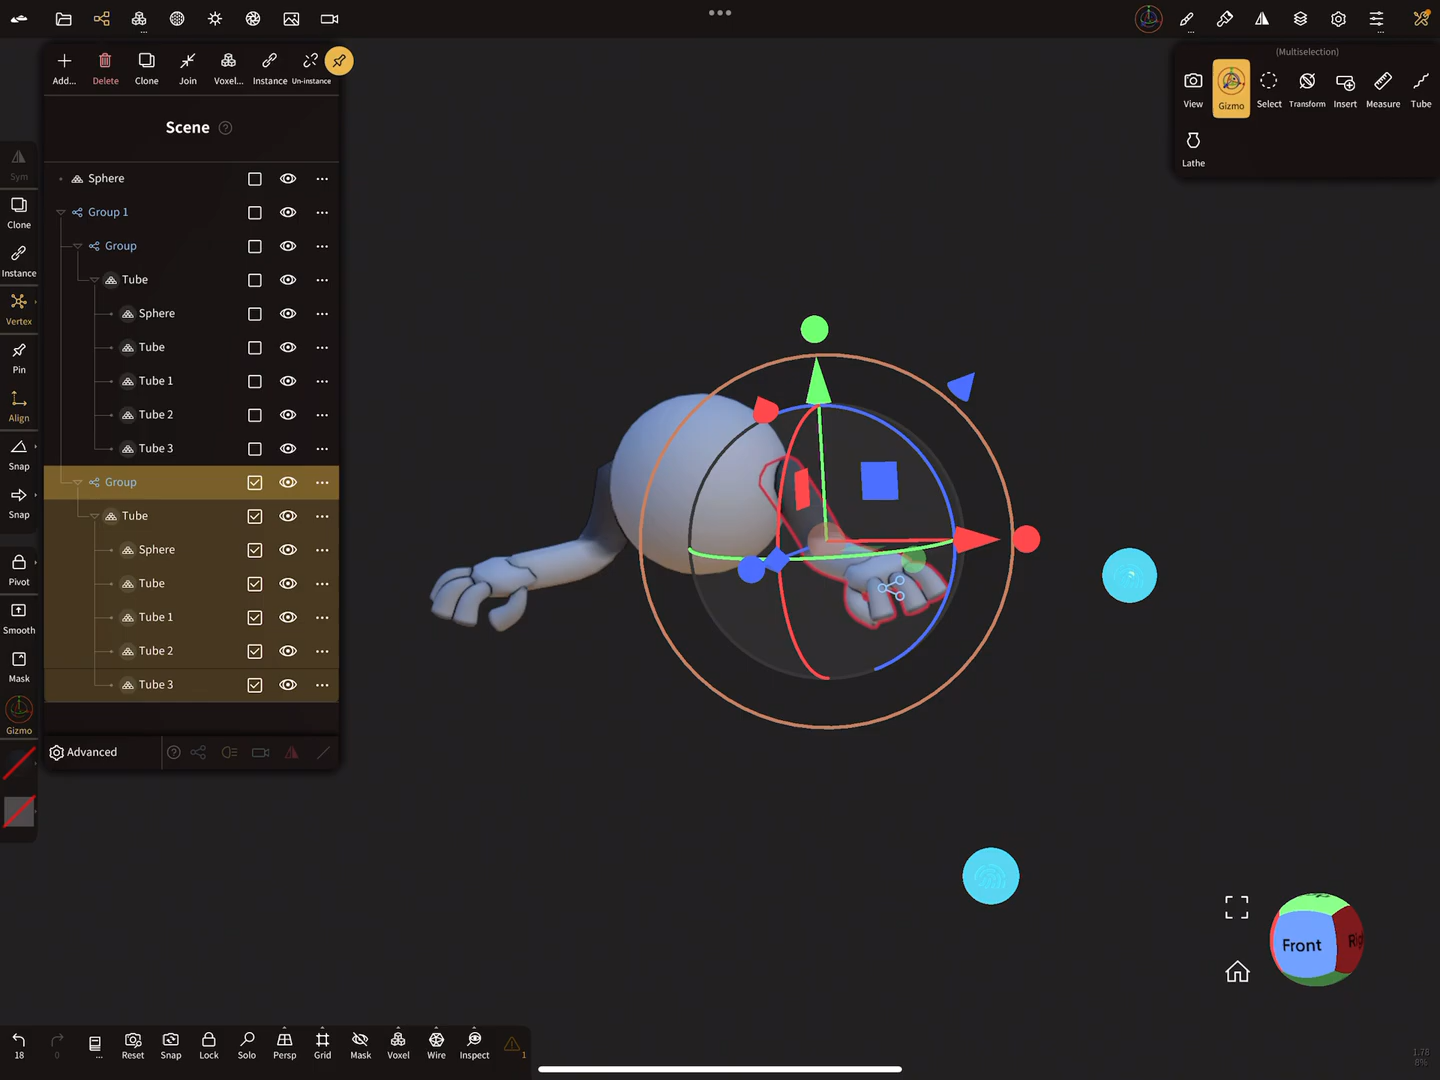 Add...
Delete
Clone
Join
Voxel...
Instance
Un-instance
Scene
Sphere
Group 1
Group
Tube
Sphere
Tube
Tube 1
Tube 2
Tube 3
Group
Tube
Sphere
Tube
Tube 1
Tube 2
Tube 3
Advanced
Sym
Clone
Instance
Vertex
Pin
Align
Snap
Snap
Pivot
Smooth
Mask
Gizmo
(Multiselection)
View
Gizmo
Select
Transform
Insert
Measure
Tube
Lathe
Front
18
0
...
Reset
Snap
Lock
Solo
Persp
Grid
Mask
Voxel
Wire
Inspect
1
1.78
8%